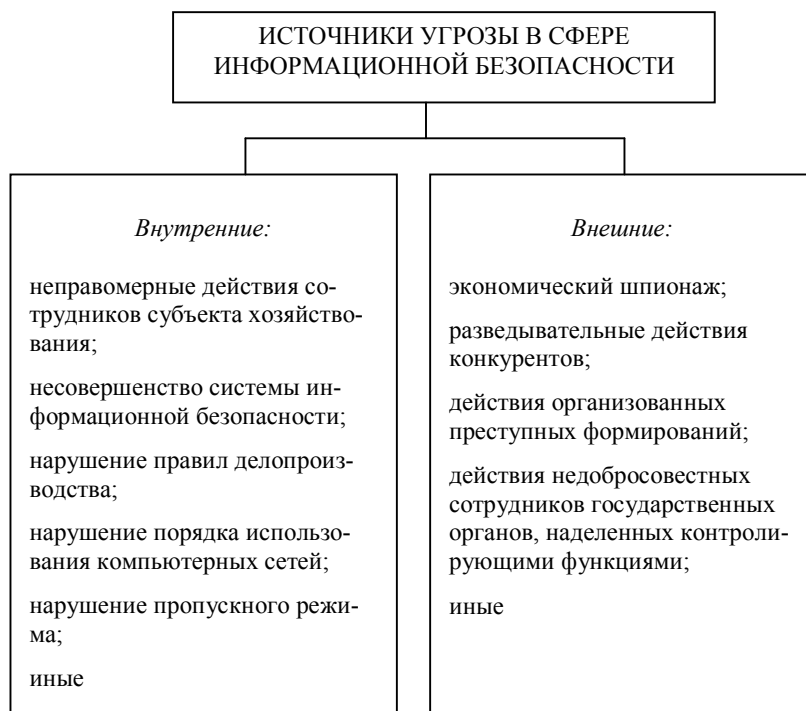 ИСТОЧНИКИ УГРОЗЫ В СФЕРЕ
ИНФОРМАЦИОННОЙ БЕЗОПАСНОСТИ
Внутренние:
неправомерные действия со-
трудников субъекта хозяйство-
вания;
несовершенство системы ин-
формационной безопасности;
нарушение правил делопроиз-
водства;
нарушение порядка использо-
вания компьютерных сетей;
нарушение пропускного режи-
ма;
иные
Внешние:
экономический шпионаж;
разведывательные действия
конкурентов;
действия организованных
преступных формирований;
действия недобросовестных
сотрудников государственных
органов, наделенных контроли-
рующими функциями;
иные